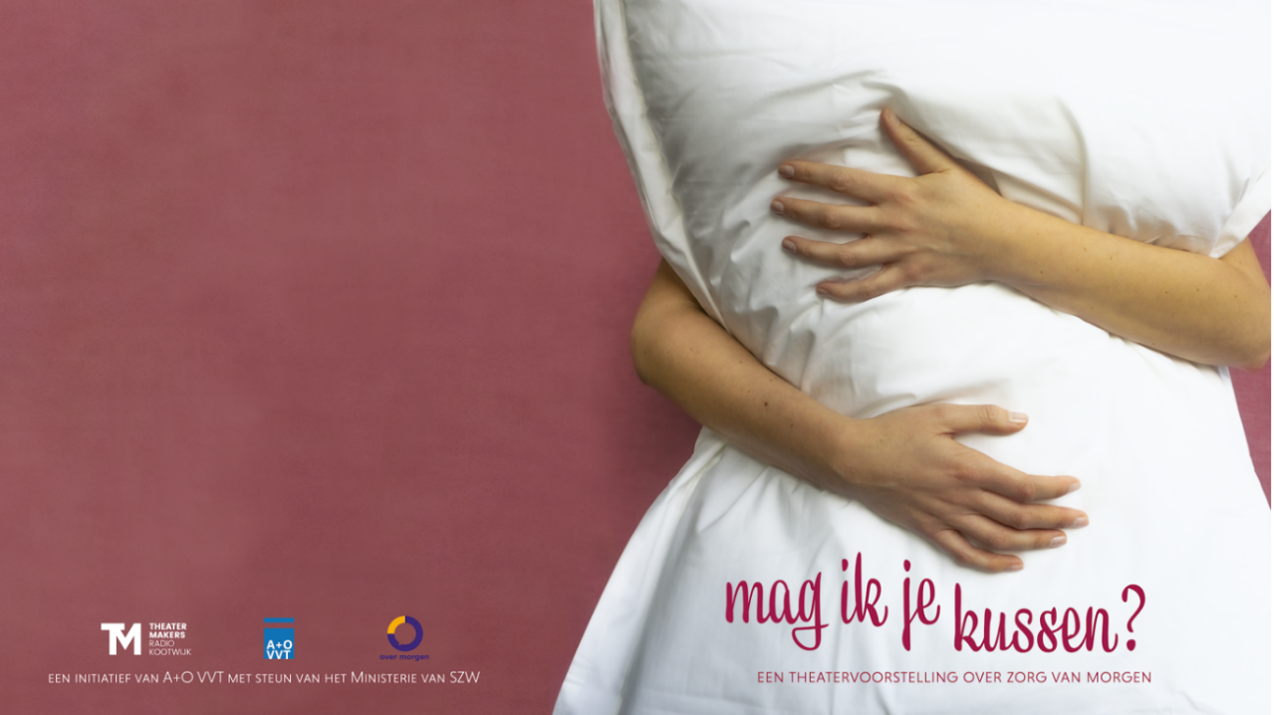 mag ik je kussen?
EEN THEATERVOORSTELLING OVER ZORG VAN MORGEN
TM THEATER
MAKERS
RADIO
KOOTWIJK
A+O
VVT
over morgen
EEN INITIATIEF VAN A+O VVT MET STEUN VAN HET MINISTERIE VAN SZW